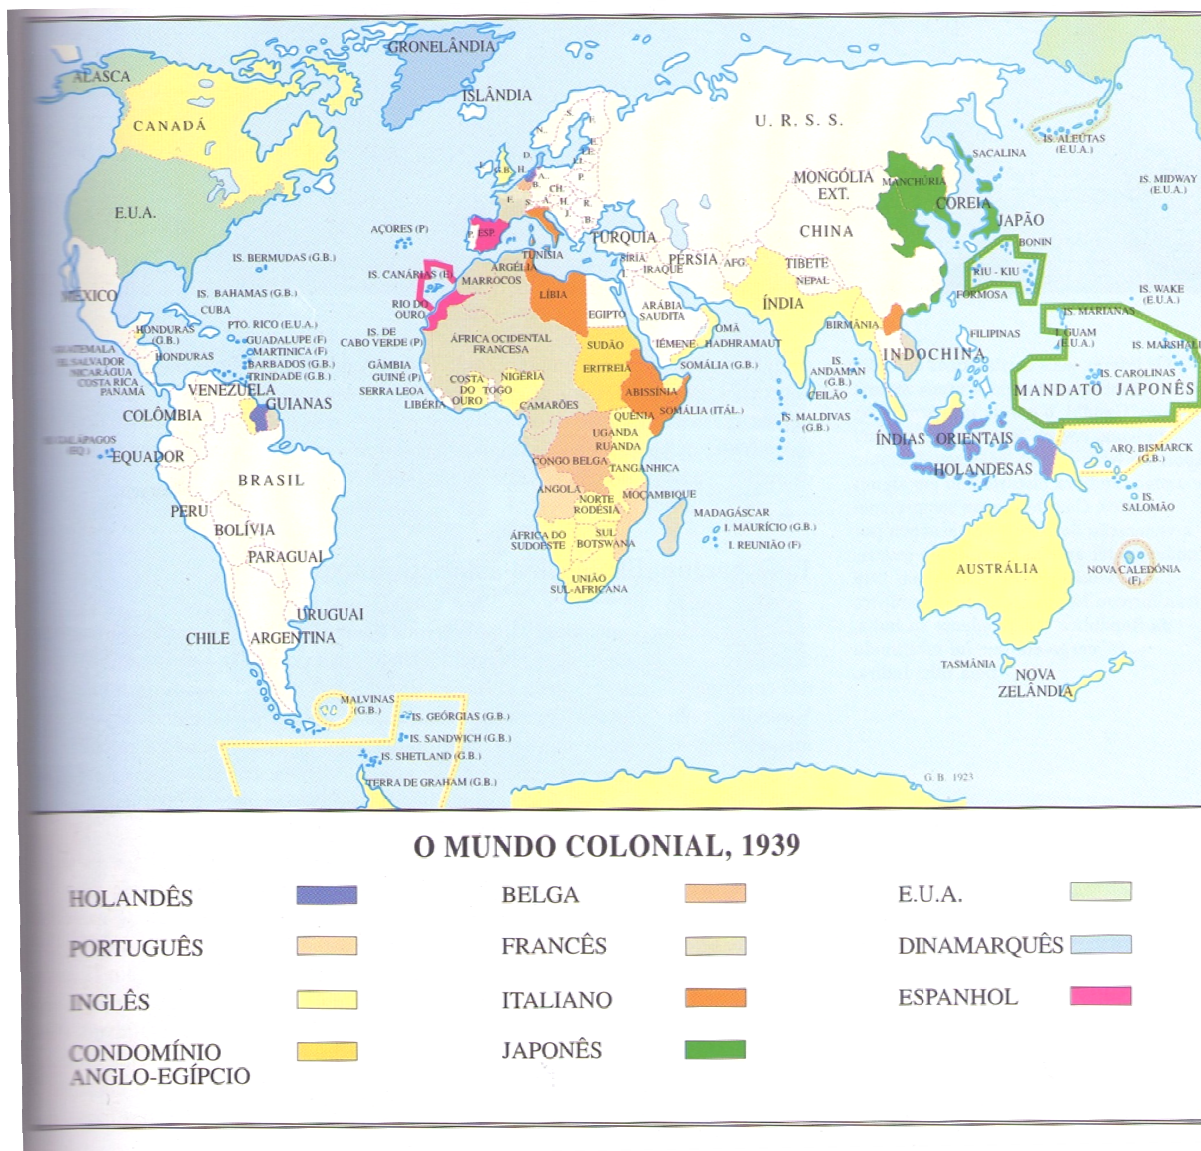 GRONELÂNDIA
ALASCA
ISLÂNDIA
CANADÁ
U. R. S. S.
IS. ALEUTAS
(E.U.A.)
SACALINA
IS. MIDWAY
(E.U.A.)
MONGÓLIA
EXT.
MANCHÚRIA
COREIA
JAPÃO
E.U.A.
AÇORES (P)
ESP
P.
G.B.
F.
TURQUIA
CHINA
BONIN
IS. BERMUDAS (G.B.)
TUNÍSIA
SÍRIA
PÉRSIA
AFG.
TIBETE
IRAQUE
NEPAL
IS. CANÁRIAS (E)
ARGÉLIA
MARROCOS
RIU - KIU
MÉXICO
IS. BAHAMAS (G.B.)
LÍBIA
FORMOSA
IS. WAKE
(E.U.A.)
CUBA
RIO DO
OURO
EGIPTO
ARÁBIA
SAUDITA
ÍNDIA
IS. MARIANAS
HONDURAS
(G.B.)
PTO. RICO (E.U.A.)
IS. DE
CABO VERDE (P)
ÁFRICA OCIDENTAL
FRANCESA
SUDÃO
OMÃ
IÉMENE
HADHRAMAUT
BIRMÂNIA
FILIPINAS
I. GUAM
(E.U.A.)
IS. MARSHALL
GUADALUPE (F)
GUATEMALA
HONDURAS
MARTINICA (F)
EL SALVADOR
BARBADOS (G.B.)
NICARÁGUA
TRINDADE (G.B.)
COSTA RICA
PANAMÁ
GÂMBIA
GUINÉ (P)
SERRA LEOA
LIBÉRIA
NIGÉRIA
COSTA
DO
OURO
TOGO
ERITREIA
ABISSÍNIA
SOMÁLIA (G.B.)
IS.
ANDAMAN
(G.B.)
CEILÃO
INDOCHINA
IS. CAROLINAS
MANDATO JAPONÊS
VENEZUELA
GUIANAS
COLÔMBIA
CAMARÕES
QUÉNIA
SOMÁLIA (ITÁL.)
IS. MALDIVAS
(G.B.)
ÍNDIAS ORIENTAIS
HOLANDESAS
ARQ. BISMARCK
(G.B.)
EQUADOR
UGANDA
RUANDA
CONGO BELGA
TANGANHICA
BRASIL
PERU
ANGOLA
NORTE
RODÉSIA
MOÇAMBIQUE
IS.
SALOMÃO
BOLÍVIA
MADAGÁSCAR
I. MAURÍCIO (G.B.)
I. REUNIÃO (F)
PARAGUAI
ÁFRICA DO
SUDOESTE
SUL
BOTSWANA
AUSTRÁLIA
NOVA CALEDÓNIA
(F)
UNIÃO
SUL-AFRICANA
URUGUAI
CHILE
ARGENTINA
TASMÂNIA
NOVA
ZELÂNDIA
MALVINAS
(G.B.)
IS. GEÓRGIAS (G.B.)
IS. SANDWICH (G.B.)
IS. SHETLAND (G.B.)
TERRA DE GRAHAM (G.B.)
G. B. 1923
O MUNDO COLONIAL, 1939
HOLANDÊS
BELGA
E.U.A.
PORTUGUÊS
FRANCÊS
DINAMARQUÊS
INGLÊS
ITALIANO
ESPANHOL
CONDOMÍNIO
ANGLO-EGÍPCIO
JAPONÊS